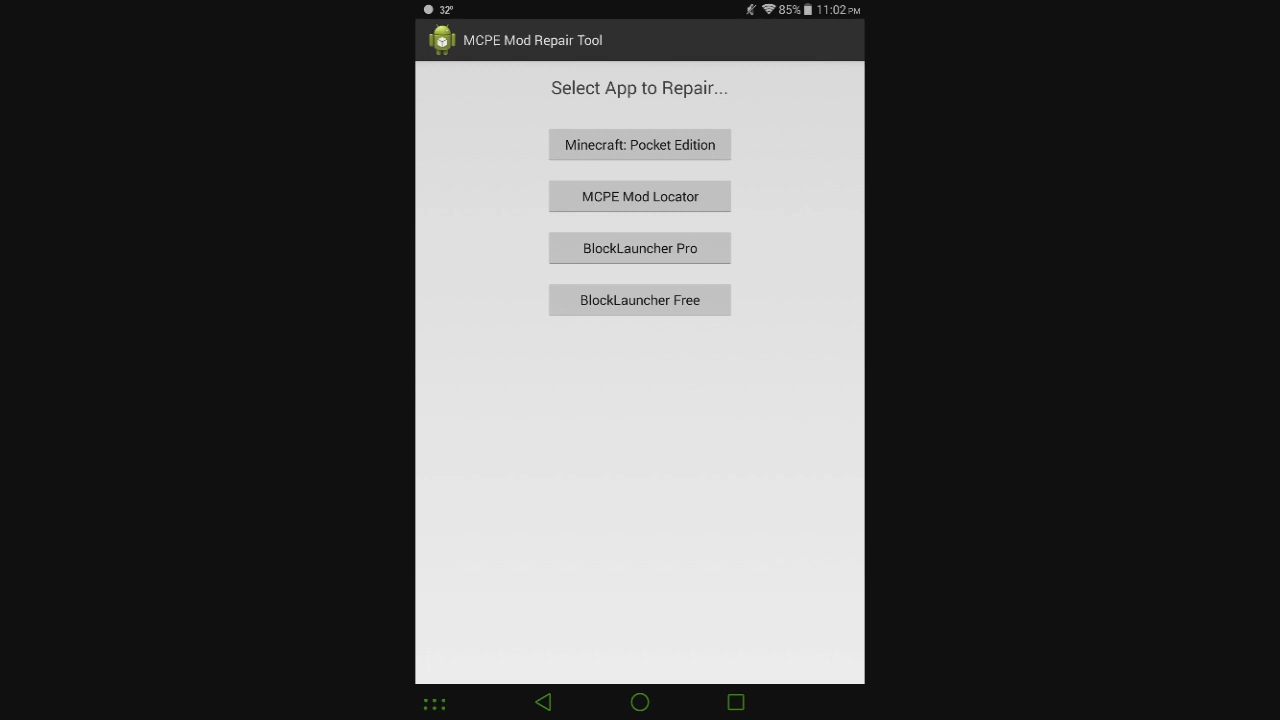 32° 85% 11:02 PM
MCPE Mod Repair Tool
Select App to Repair...
Minecraft: Pocket Edition
MCPE Mod Locator
BlockLauncher Pro
BlockLauncher Free